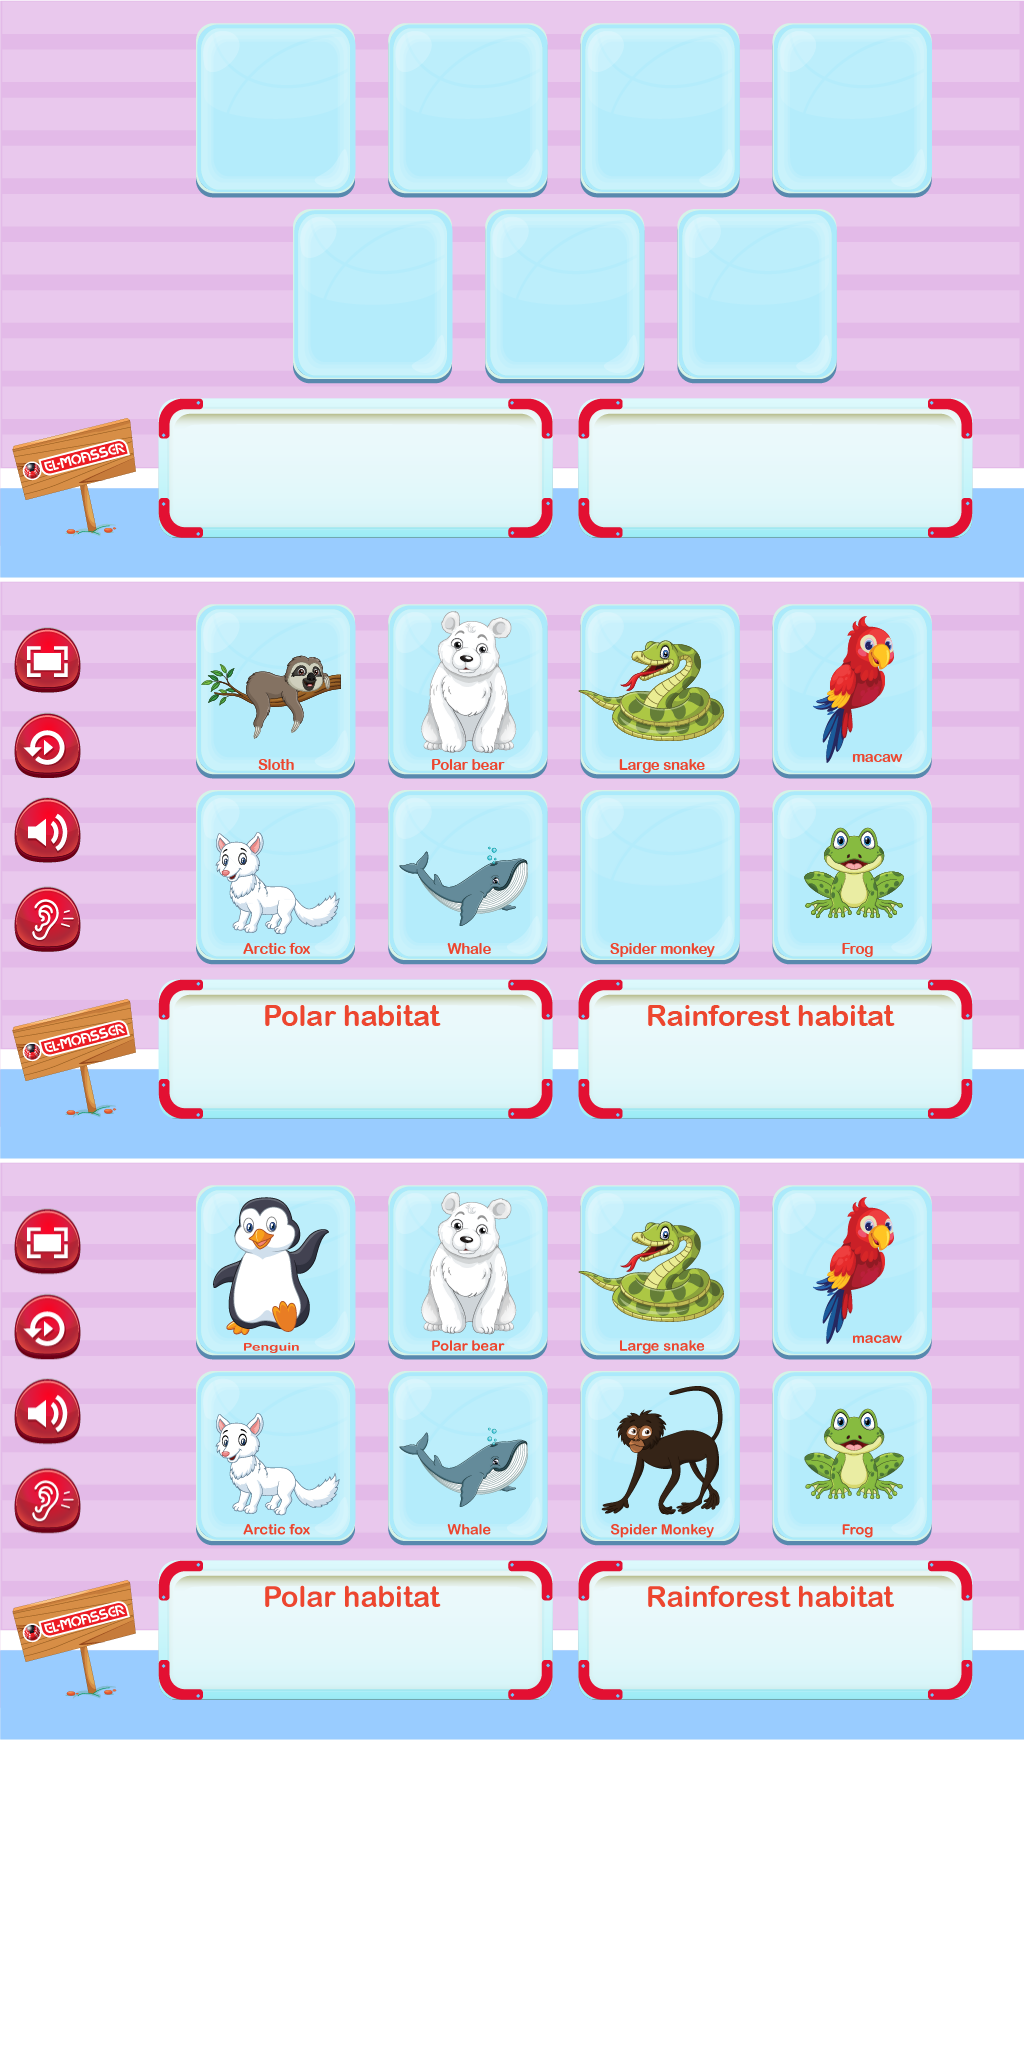 EL-MOASSER
Sloth
Polar bear
Large snake
macaw
Arctic fox
Whale
Spider monkey
Frog
Polar habitat
Rainforest habitat
EL-MOASSER
Penguin
Polar bear
Large snake
macaw
Arctic fox
Whale
Spider Monkey
Frog
Polar habitat
Rainforest habitat
EL-MOASSER